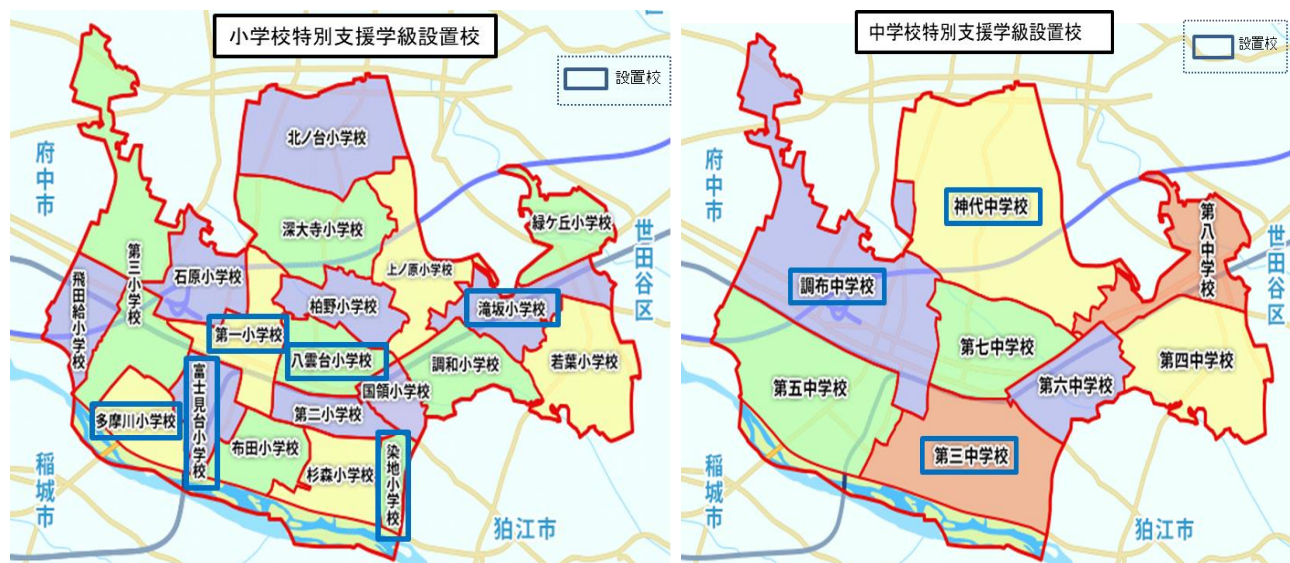 小学校特別支援学級設置校
設置校
府中市
北ノ台小学校
深大寺小学校
緑ケ丘小学校
世田谷区
第三小学校
石原小学校
上ノ原小学校
飛田給小学校
柏野小学校
滝坂小学校
第一小学校
八雲台小学校
調和小学校
若葉小学校
富士見台小学校
国領小学校
多摩川小学校
第二小学校
布田小学校
杉森小学校
染地小学校
稲城市
狛江市
中学校特別支援学級設置校
設置校
府中市
神代中学校
第八中学校
世田谷区
調布中学校
第七中学校
第四中学校
第五中学校
第六中学校
第三中学校
稲城市
狛江市